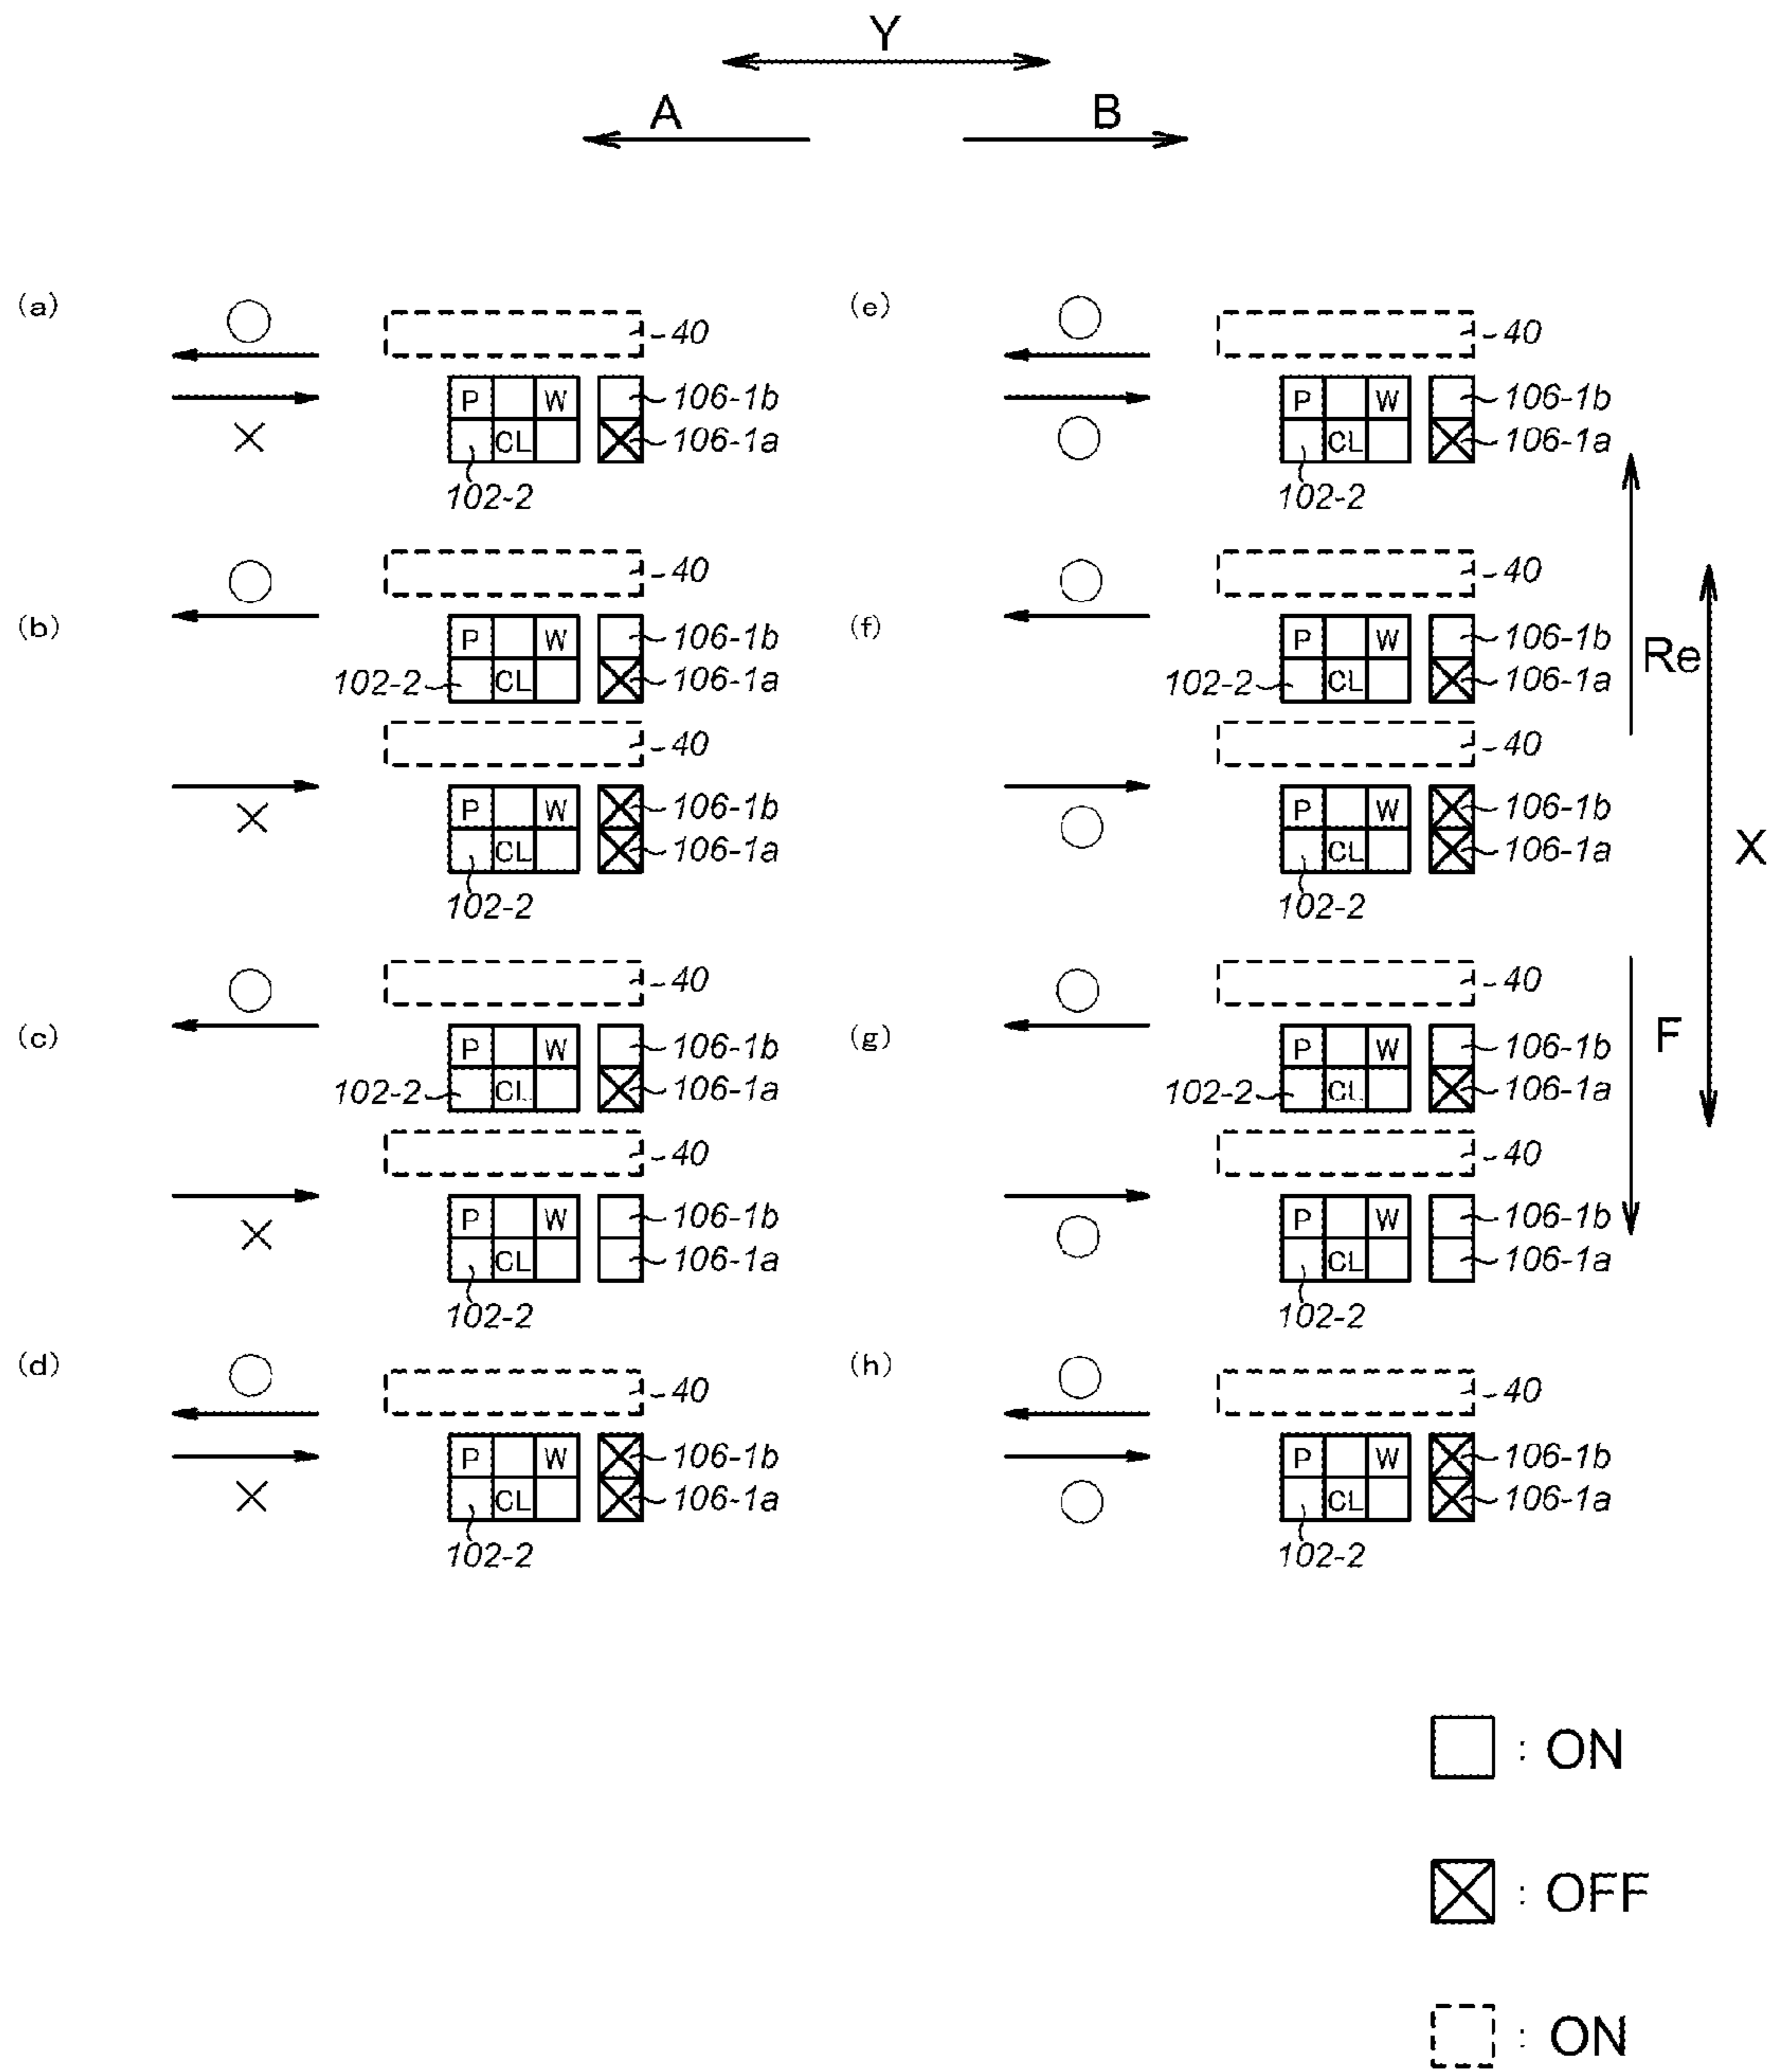 Y
A B
(a) 40 (e) 40
P W 106-1b P W 106-1b
CL 106-1a CL 106-1a
102-2 102-2
40 40
(b) P W 106-1b (f) P W 106-1b
102-2 CL 106-1a 102-2 CL 106-1a
Re
40 40
P W 106-1b P W 106-1b
CL 106-1a CL 106-1a
X
102-2 102-2
40 40
(c) P W 106-1b (g) P W 106-1b
F
102-2 CL 106-1a 102-2 CL 106-1a
40 40
P W 106-1b P W 106-1b
CL 106-1a CL 106-1a
102-2 102-2
(d) 40 (h) 40
P W 106-1b P W 106-1b
CL 106-1a CL 106-1a
102-2 102-2
: ON
: OFF
: ON